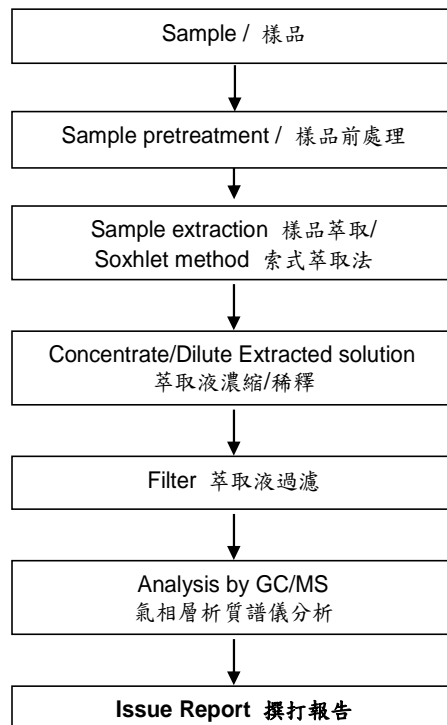 Sample / 樣品
Sample pretreatment / 樣品前處理
Sample extraction 樣品萃取/
Soxhlet method 索式萃取法
Concentrate/Dilute Extracted solution
萃取液濃縮/稀釋
Filter 萃取液過濾
Analysis by GC/MS
氣相層析質譜儀分析
Issue Report 撰打報告